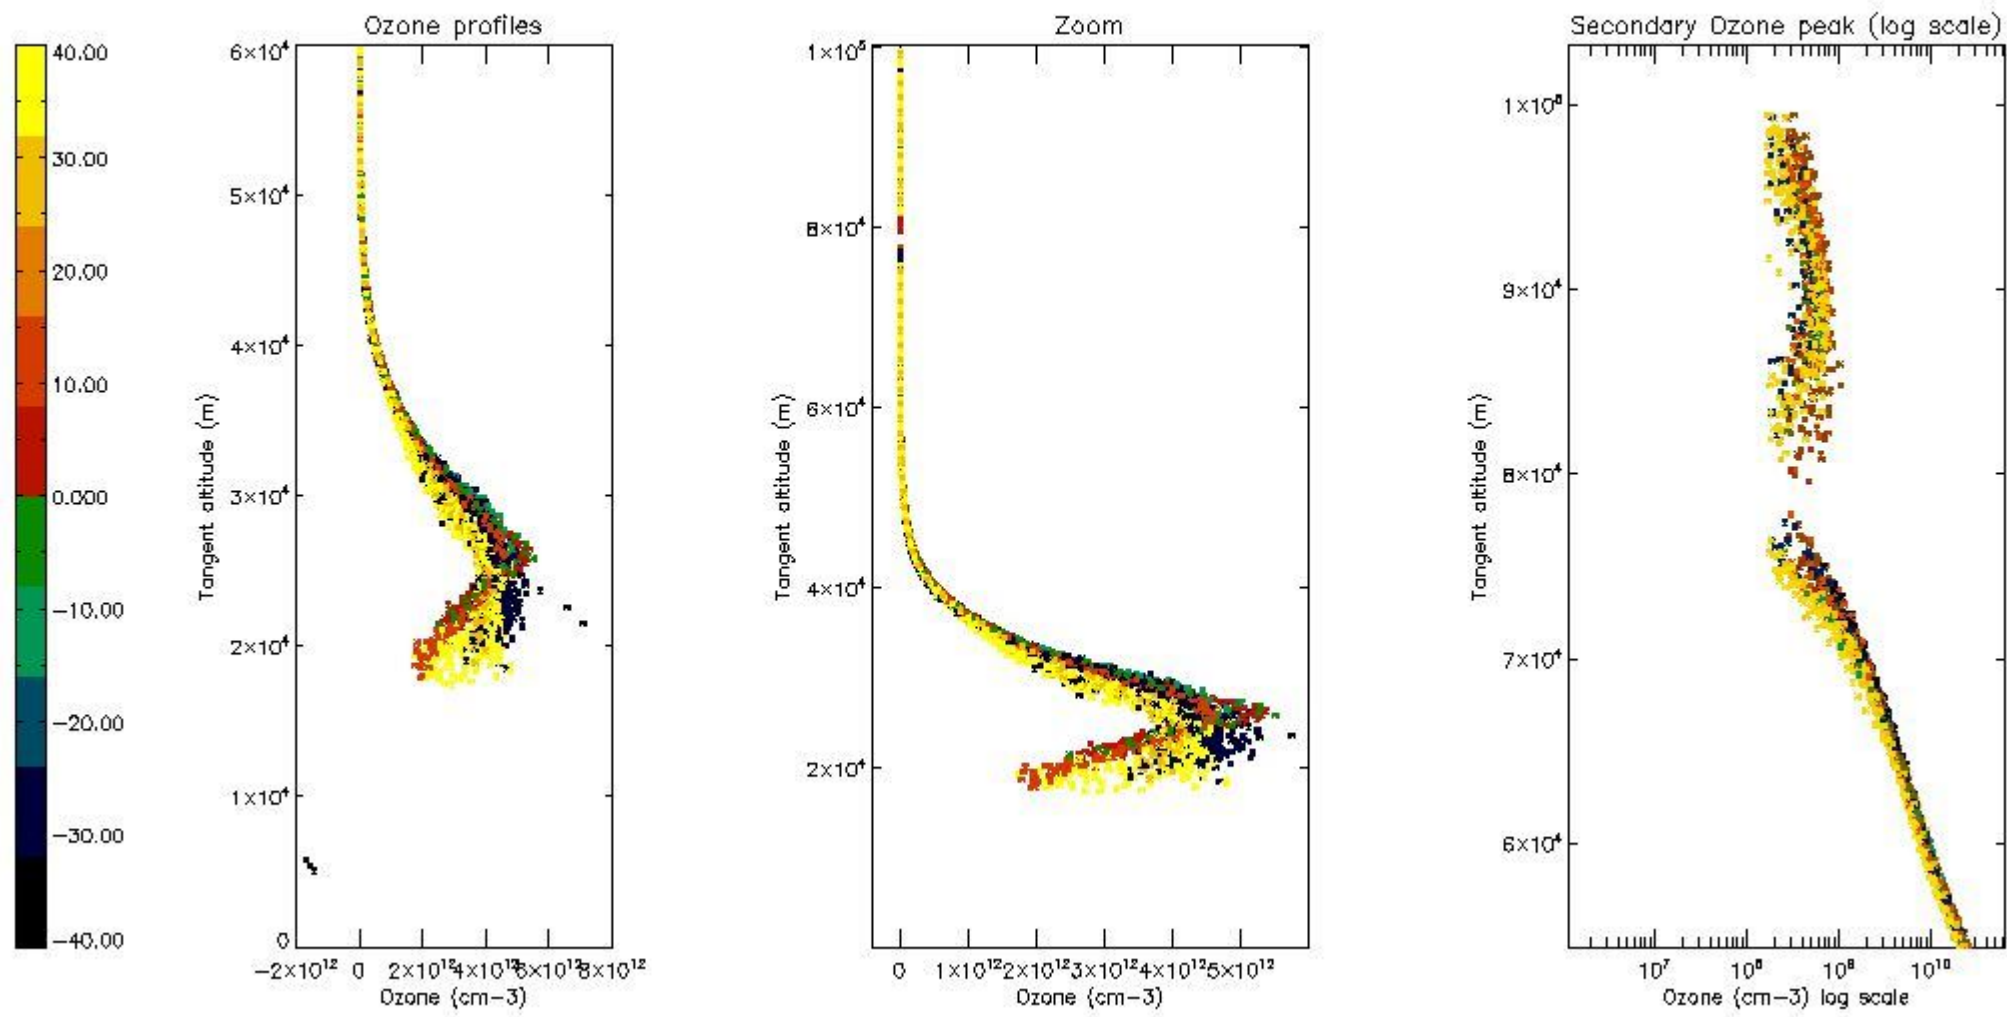 Ozone profiles
Zoom
Secondary Ozone peak (log scale)
40.00
30.00
20.00
10.00
0.000
-10.00
-20.00
-30.00
-40.00
6×10⁴
5×10⁴
4×10⁴
3×10⁴
2×10⁴
1×10⁴
0
Tangent altitude (m)
-2×10¹² 0 2×10¹² 4×10¹² 6×10¹² 8×10¹²
Ozone (cm-3)
1×10⁵
8×10⁴
6×10⁴
4×10⁴
2×10⁴
Tangent altitude (m)
0 1×10¹² 2×10¹² 3×10¹² 4×10¹² 5×10¹²
Ozone (cm-3)
1×10⁵
9×10⁴
8×10⁴
7×10⁴
6×10⁴
Tangent altitude (m)
10⁷ 10⁸ 10⁹ 10¹⁰
Ozone (cm-3) log scale